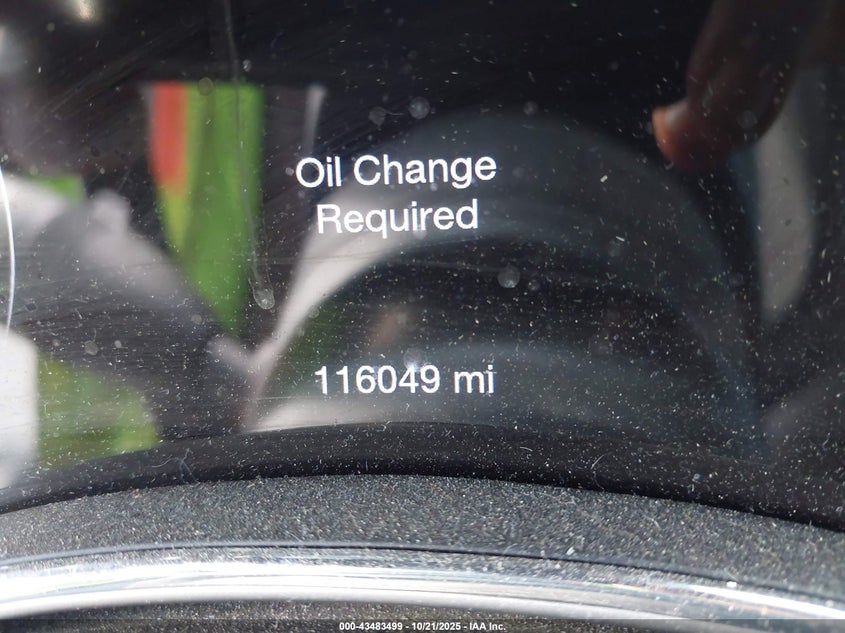 Oil Change
Required
116049 mi
000-43483499 - 10/21/2025 - IAA Inc.